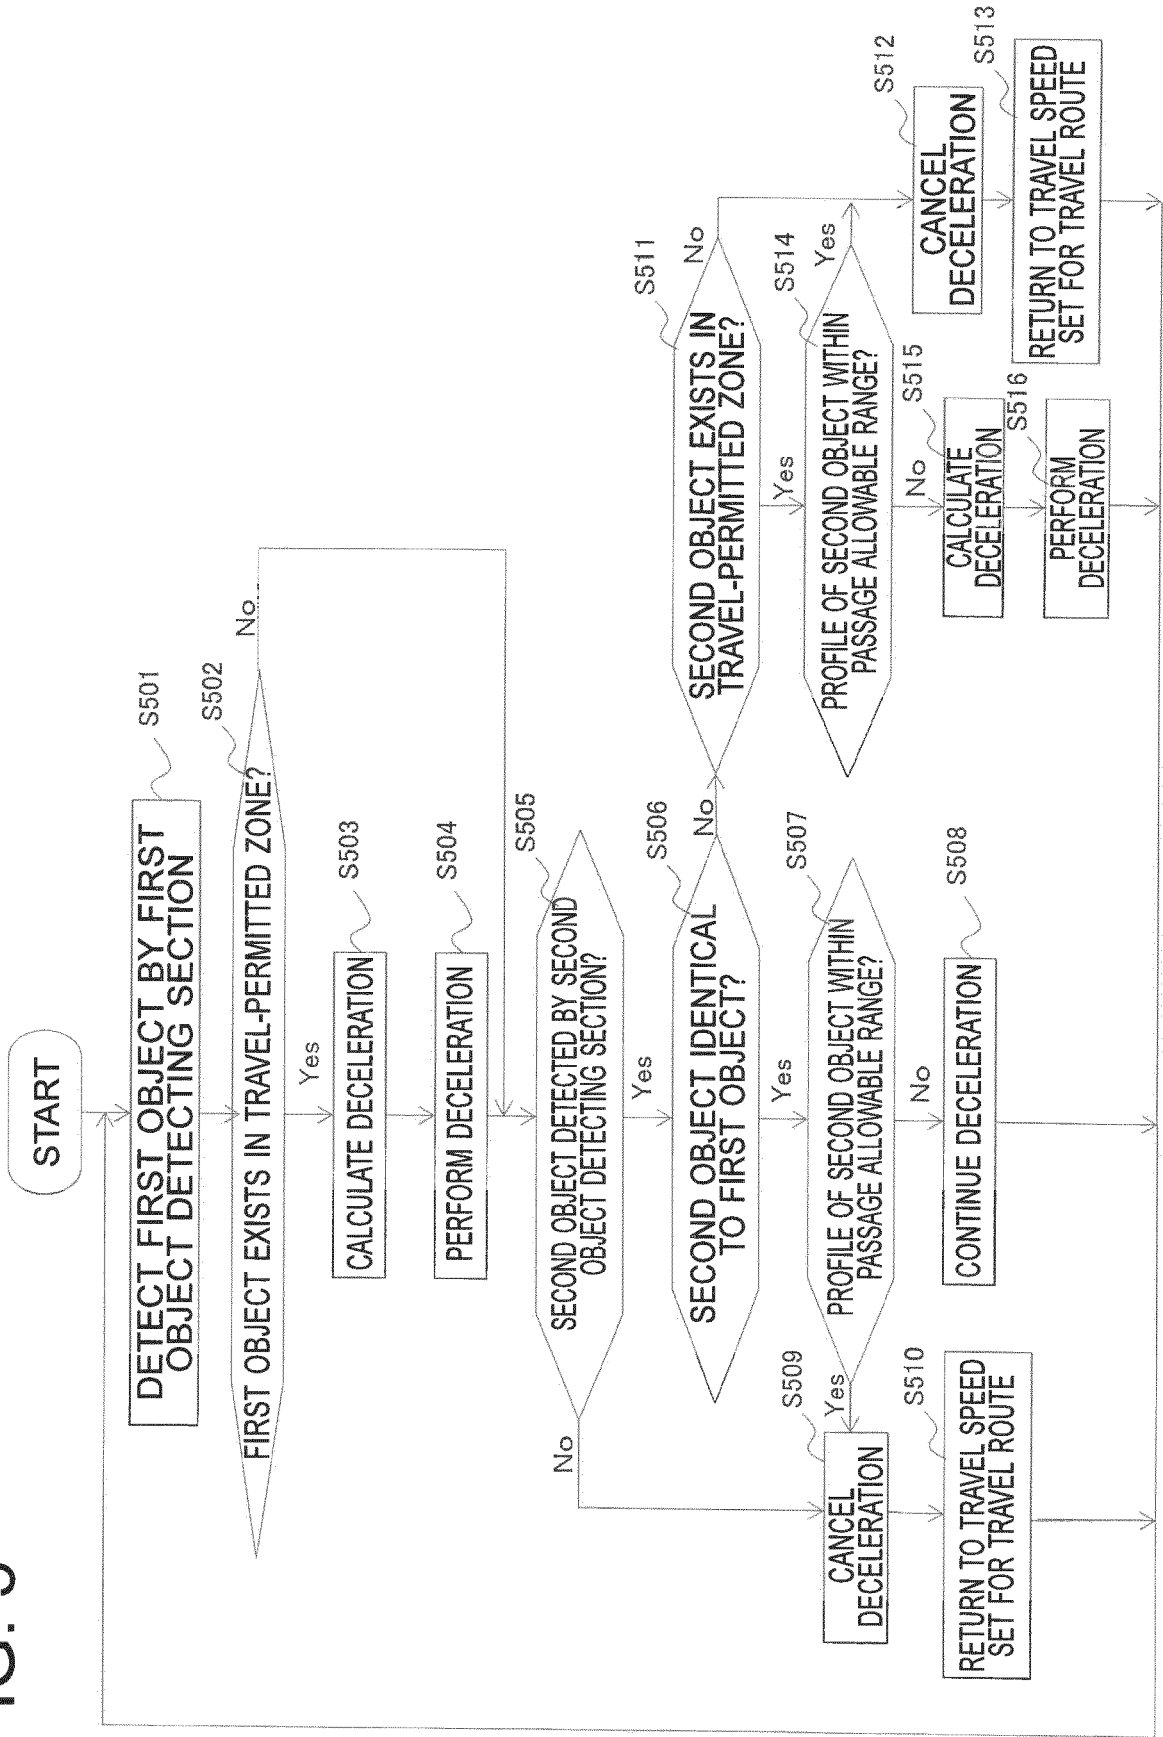 START
DETECT FIRST OBJECT BY FIRST
OBJECT DETECTING SECTION
S501
FIRST OBJECT EXISTS IN TRAVEL-PERMITTED ZONE?
S502
No
Yes
CALCULATE DECELERATION
S503
PERFORM DECELERATION
S504
SECOND OBJECT DETECTED BY SECOND
OBJECT DETECTING SECTION?
S505
No
Yes
SECOND OBJECT IDENTICAL
TO FIRST OBJECT?
S506
No
Yes
PROFILE OF SECOND OBJECT WITHIN
PASSAGE ALLOWABLE RANGE?
S507
Yes
No
CONTINUE DECELERATION
S508
CANCEL
DECELERATION
S509
RETURN TO TRAVEL SPEED
SET FOR TRAVEL ROUTE
S510
SECOND OBJECT EXISTS IN
TRAVEL-PERMITTED ZONE?
S511
No
Yes
PROFILE OF SECOND OBJECT WITHIN
PASSAGE ALLOWABLE RANGE?
S514
Yes
No
CANCEL
DECELERATION
S512
RETURN TO TRAVEL SPEED
SET FOR TRAVEL ROUTE
S513
CALCULATE
DECELERATION
S515
PERFORM
DECELERATION
S516